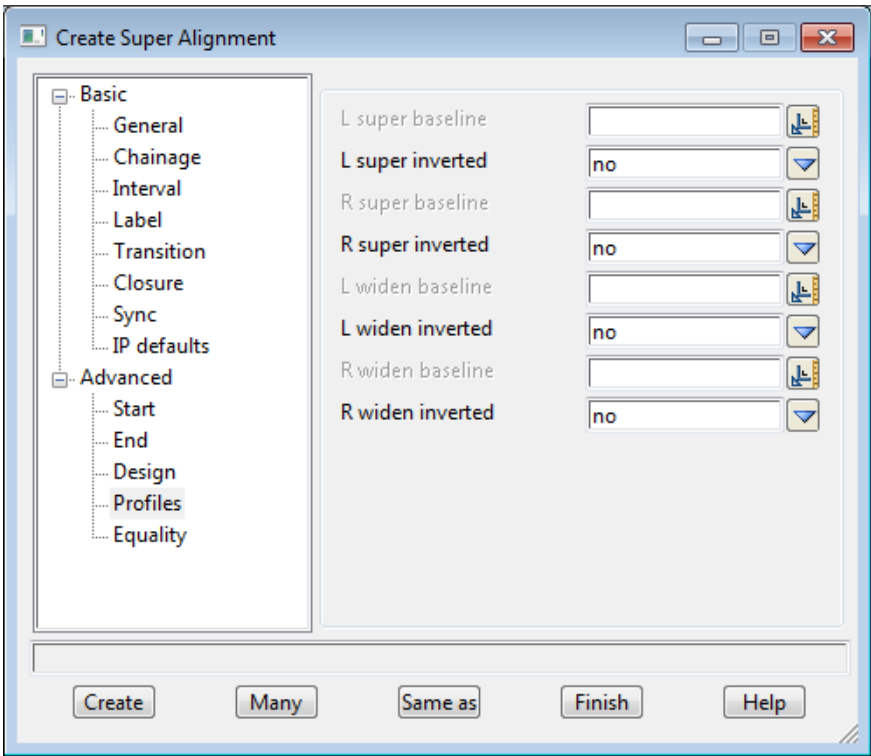 Create Super Alignment
Basic
General
Chainage
Interval
Label
Transition
Closure
Sync
IP defaults
Advanced
Start
End
Design
Profiles
Equality
L super baseline
L super inverted no
R super baseline
R super inverted no
L widen baseline
L widen inverted no
R widen baseline
R widen inverted no
Create Many Same as Finish Help